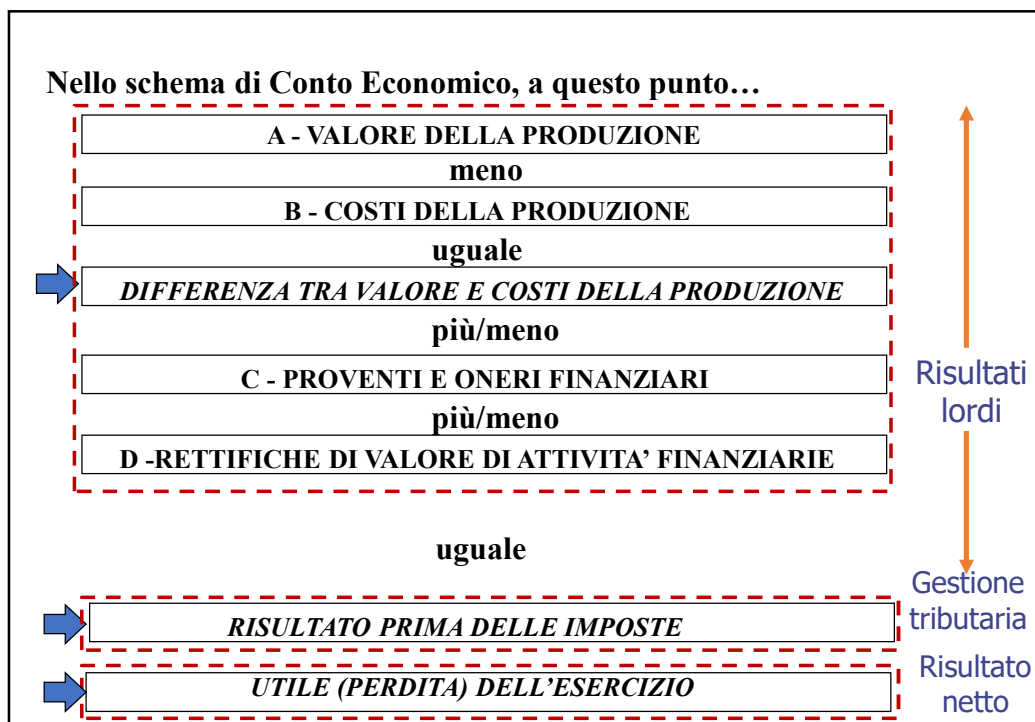 Nello schema di Conto Economico, a questo punto…
A - VALORE DELLA PRODUZIONE
meno
B - COSTI DELLA PRODUZIONE
uguale
DIFFERENZA TRA VALORE E COSTI DELLA PRODUZIONE
più/meno
C - PROVENTI E ONERI FINANZIARI
più/meno
D -RETTIFICHE DI VALORE DI ATTIVITA’ FINANZIARIE
Risultati
lordi
uguale
RISULTATO PRIMA DELLE IMPOSTE
Gestione
tributaria
UTILE (PERDITA) DELL’ESERCIZIO
Risultato
netto